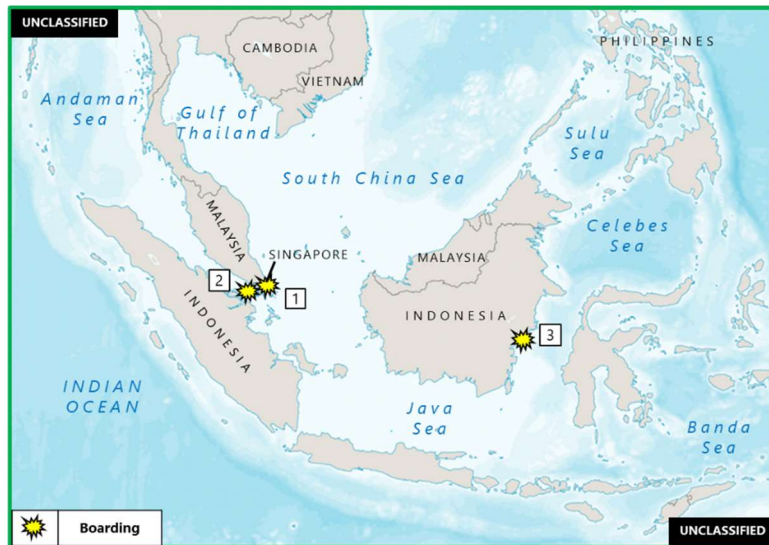 UNCLASSIFIED
PHILIPPINES
CAMBODIA
VIETNAM
Andaman
Sea
Gulf of
Thailand
Sulu
Sea
South China Sea
Celebes
Sea
MALAYSIA
SINGAPORE
MALAYSIA
2
1
INDONESIA
INDONESIA
3
INDIAN
OCEAN
Java
Sea
Banda
Sea
Boarding
UNCLASSIFIED